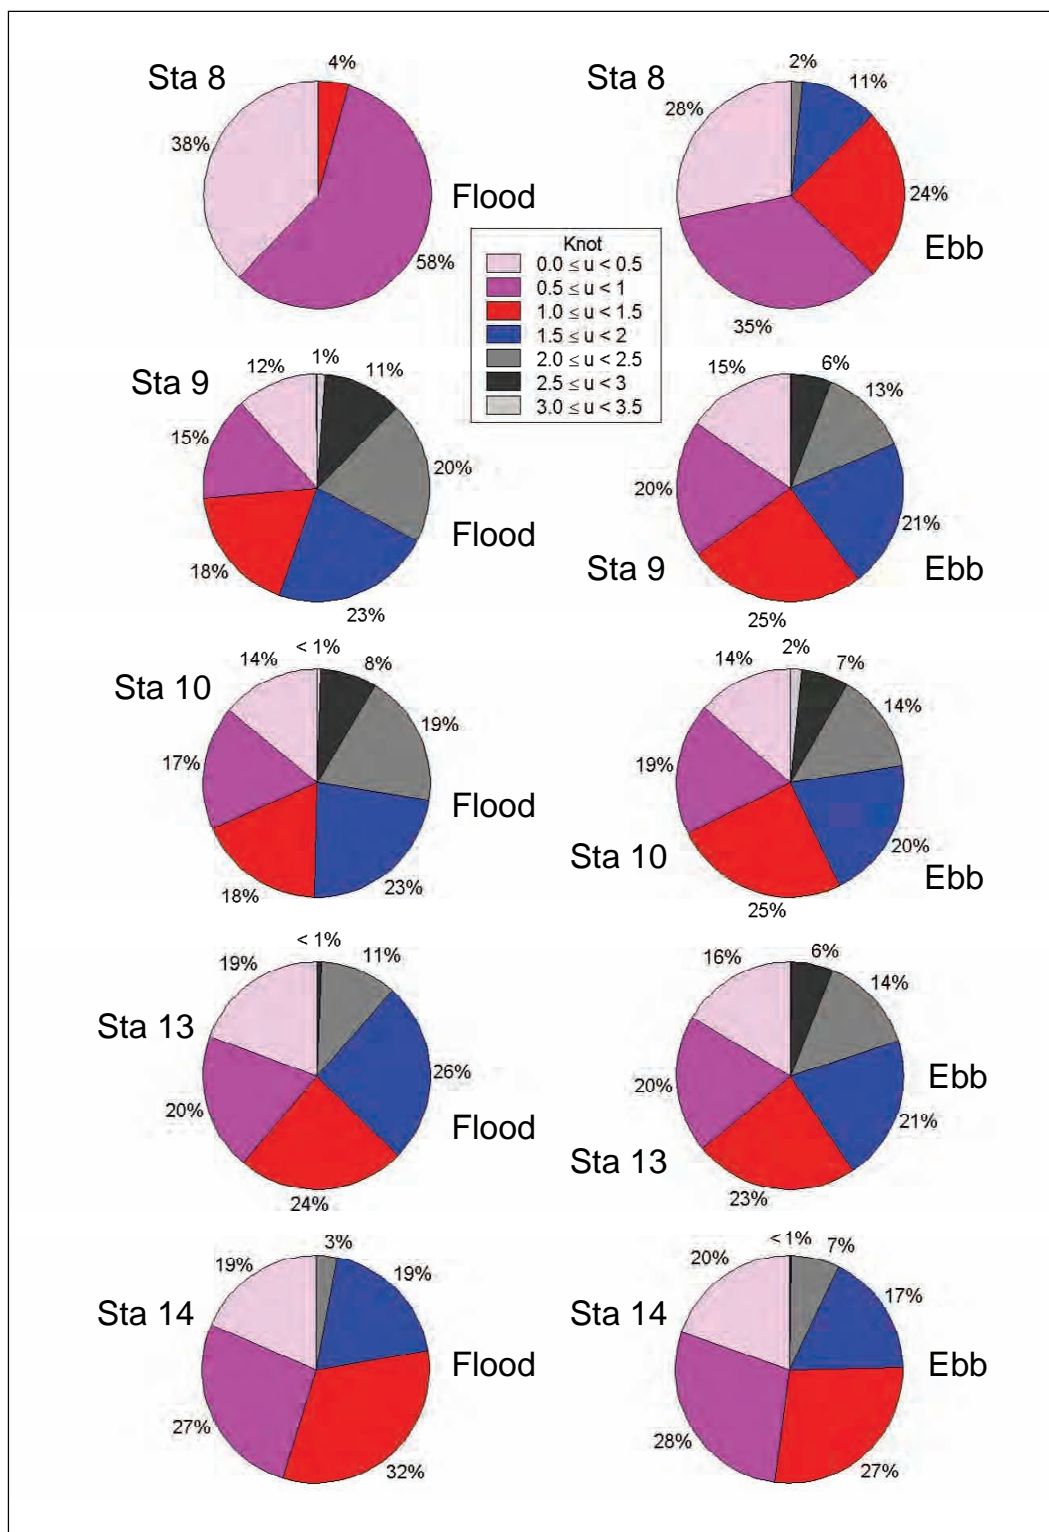 Sta 8
4%
38%
58%
Flood
Sta 8
2%
11%
28%
24%
35%
Ebb
Knot
0.0 ≤ u < 0.5
0.5 ≤ u < 1
1.0 ≤ u < 1.5
1.5 ≤ u < 2
2.0 ≤ u < 2.5
2.5 ≤ u < 3
3.0 ≤ u < 3.5
Sta 9
12%
1%
11%
15%
20%
18%
23%
Flood
15%
6%
13%
20%
21%
25%
Sta 9
Ebb
Sta 10
14%
< 1%
8%
19%
17%
18%
23%
Flood
14%
2%
7%
14%
19%
20%
25%
Sta 10
Ebb
Sta 13
19%
< 1%
11%
26%
20%
24%
Flood
16%
6%
14%
20%
21%
23%
Sta 13
Ebb
Sta 14
19%
3%
19%
27%
32%
Flood
Sta 14
20%
< 1%
7%
17%
28%
27%
Ebb